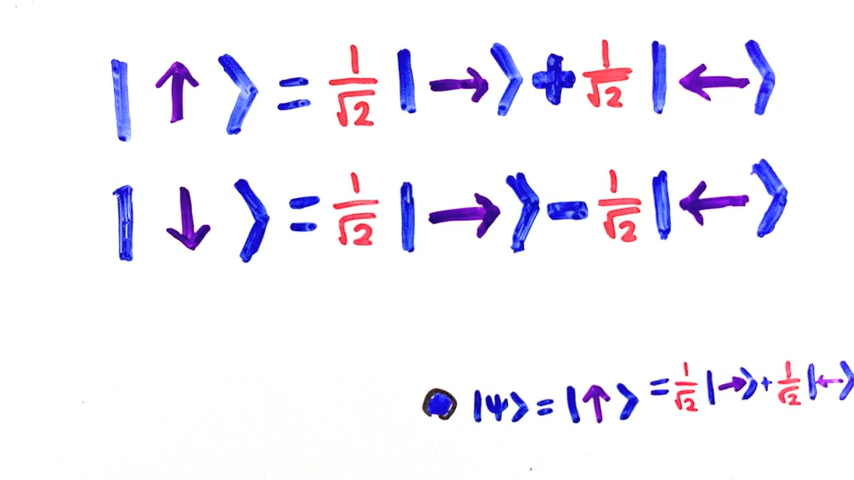 |↑⟩ = 1/√2 |→⟩ + 1/√2 |←⟩
|↓⟩ = 1/√2 |→⟩ - 1/√2 |←⟩
|ψ⟩ = |↑⟩ = 1/√2 |→⟩ + 1/√2 |←⟩